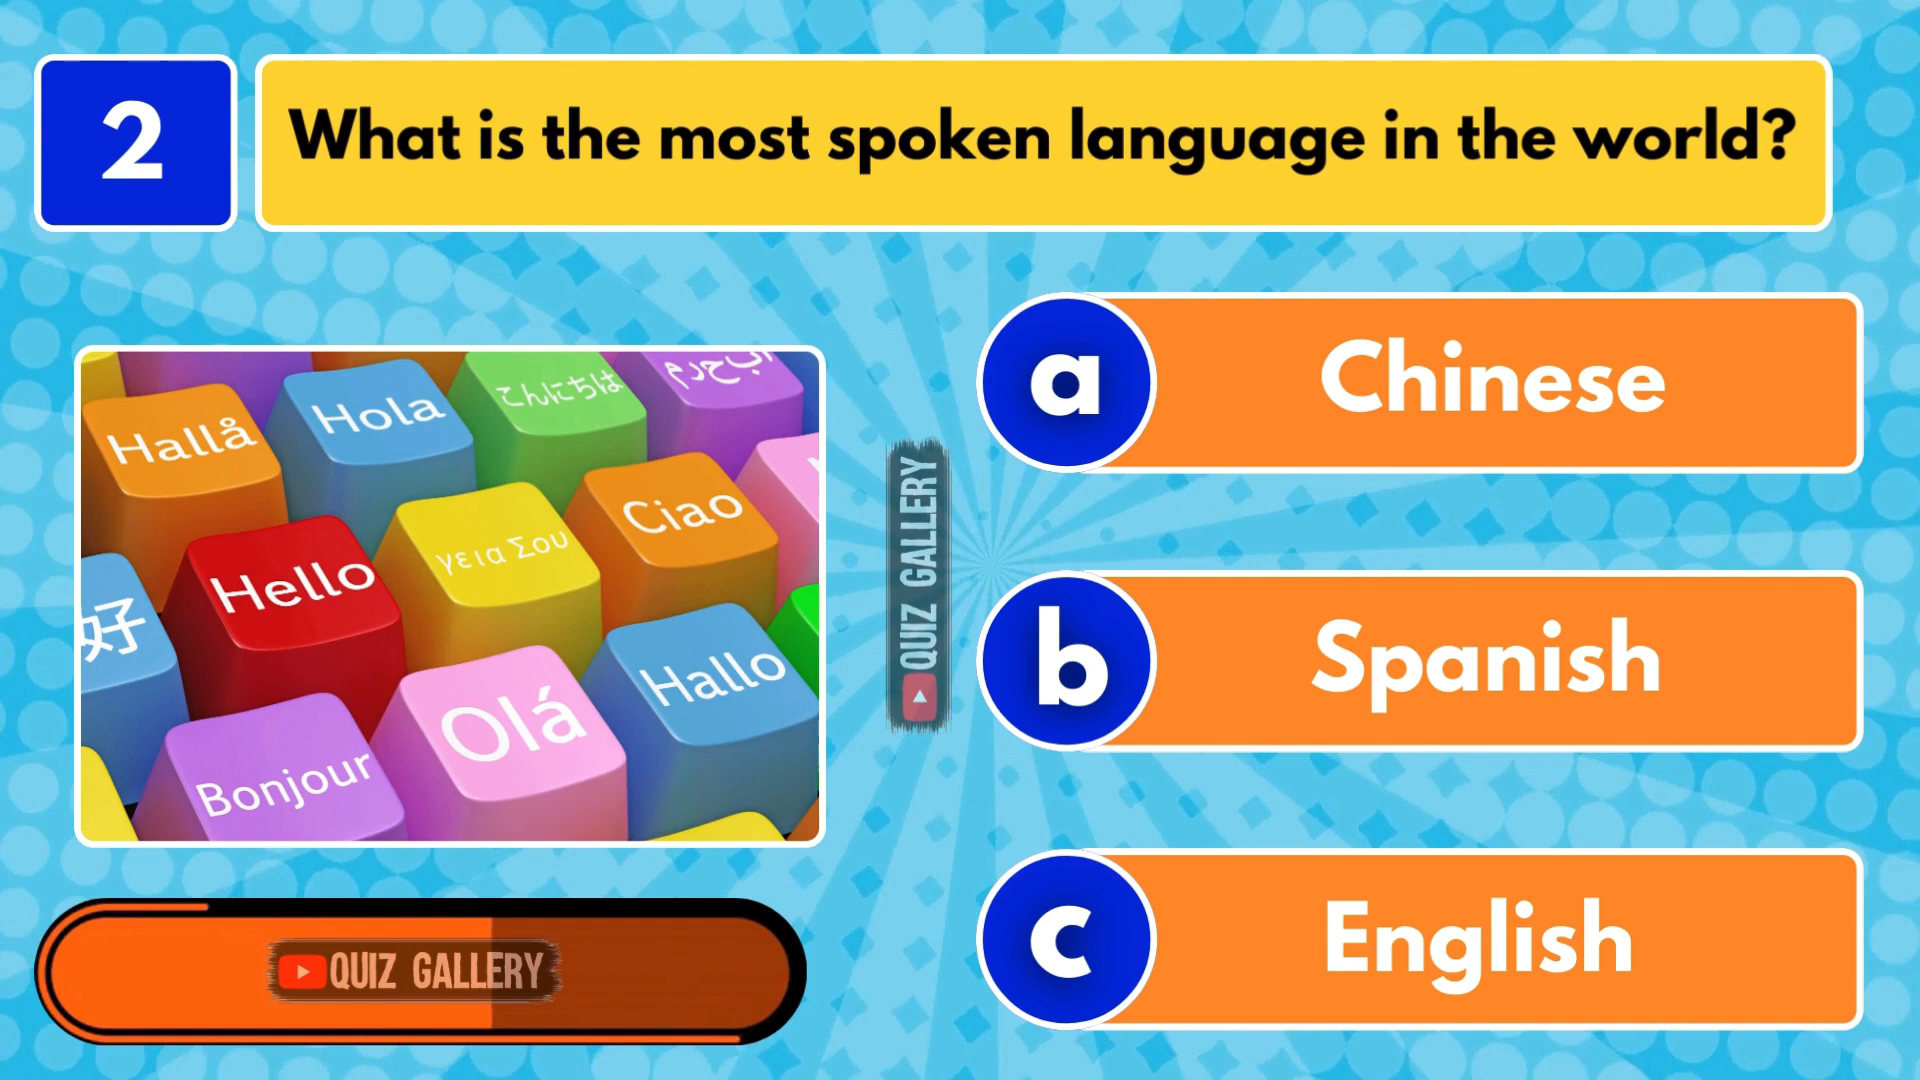 2
What is the most spoken language in the world?
a
Chinese
b
Spanish
c
English
Hallå
Hola
こんにちは
Ciao
Hello
γεια Σου
好
Hallo
Olá
Bonjour
QUIZ GALLERY
QUIZ GALLERY